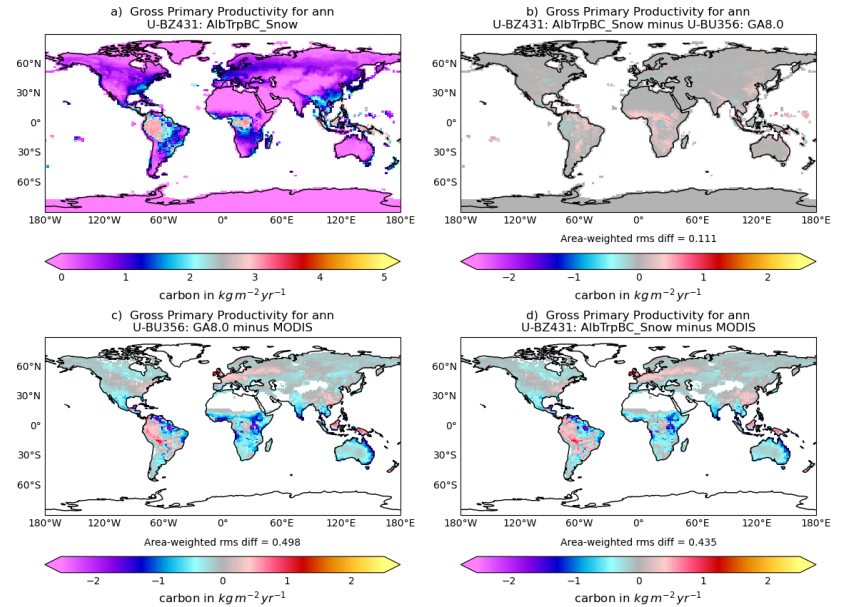 a) Gross Primary Productivity for ann
U-BZ431: AlbTrpBC_Snow
60°N
30°N
0°
30°S
60°S
180°W 120°W 60°W 0° 60°E 120°E 180°E
0 1 2 3 4 5
carbon in kg m⁻² yr⁻¹
b) Gross Primary Productivity for ann
U-BZ431: AlbTrpBC_Snow minus U-BU356: GA8.0
60°N
30°N
0°
30°S
60°S
180°W 120°W 60°W 0° 60°E 120°E 180°E
Area-weighted rms diff = 0.111
−2 −1 0 1 2
carbon in kg m⁻² yr⁻¹
c) Gross Primary Productivity for ann
U-BU356: GA8.0 minus MODIS
60°N
30°N
0°
30°S
60°S
180°W 120°W 60°W 0° 60°E 120°E 180°E
Area-weighted rms diff = 0.498
−2 −1 0 1 2
carbon in kg m⁻² yr⁻¹
d) Gross Primary Productivity for ann
U-BZ431: AlbTrpBC_Snow minus MODIS
60°N
30°N
0°
30°S
60°S
180°W 120°W 60°W 0° 60°E 120°E 180°E
Area-weighted rms diff = 0.435
−2 −1 0 1 2
carbon in kg m⁻² yr⁻¹